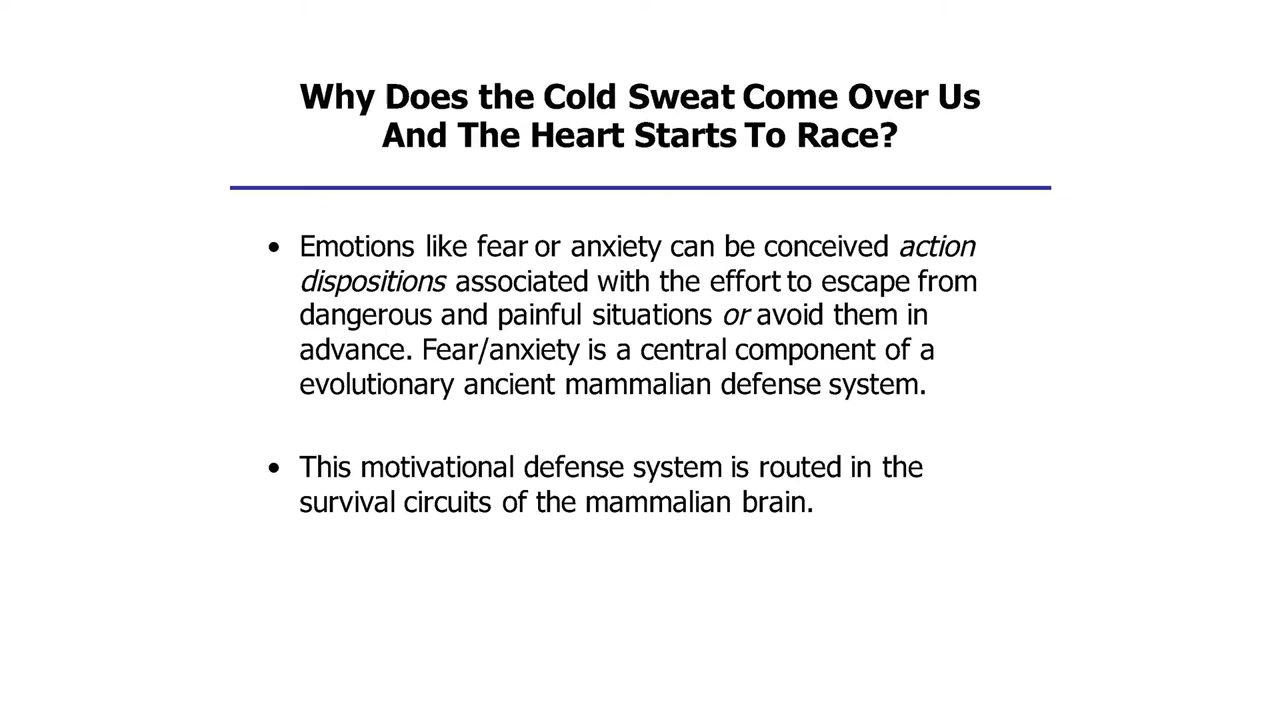 Why Does the Cold Sweat Come Over Us
And The Heart Starts To Race?
• Emotions like fear or anxiety can be conceived action
dispositions associated with the effort to escape from
dangerous and painful situations or avoid them in
advance. Fear/anxiety is a central component of a
evolutionary ancient mammalian defense system.
• This motivational defense system is routed in the
survival circuits of the mammalian brain.